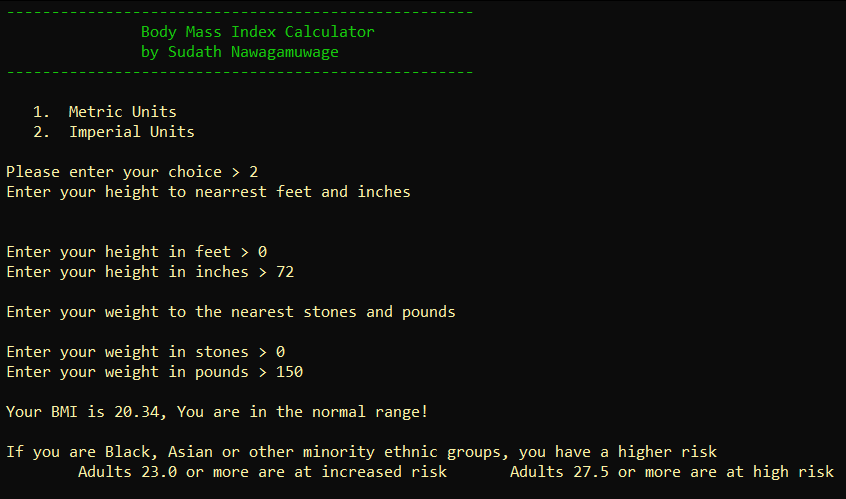 ----------------------------------------------------
Body Mass Index Calculator
by Sudath Nawagamuwage
----------------------------------------------------
1. Metric Units
2. Imperial Units
Please enter your choice > 2
Enter your height to nearrest feet and inches
Enter your height in feet > 0
Enter your height in inches > 72
Enter your weight to the nearest stones and pounds
Enter your weight in stones > 0
Enter your weight in pounds > 150
Your BMI is 20.34, You are in the normal range!
If you are Black, Asian or other minority ethnic groups, you have a higher risk
Adults 23.0 or more are at increased risk Adults 27.5 or more are at high risk